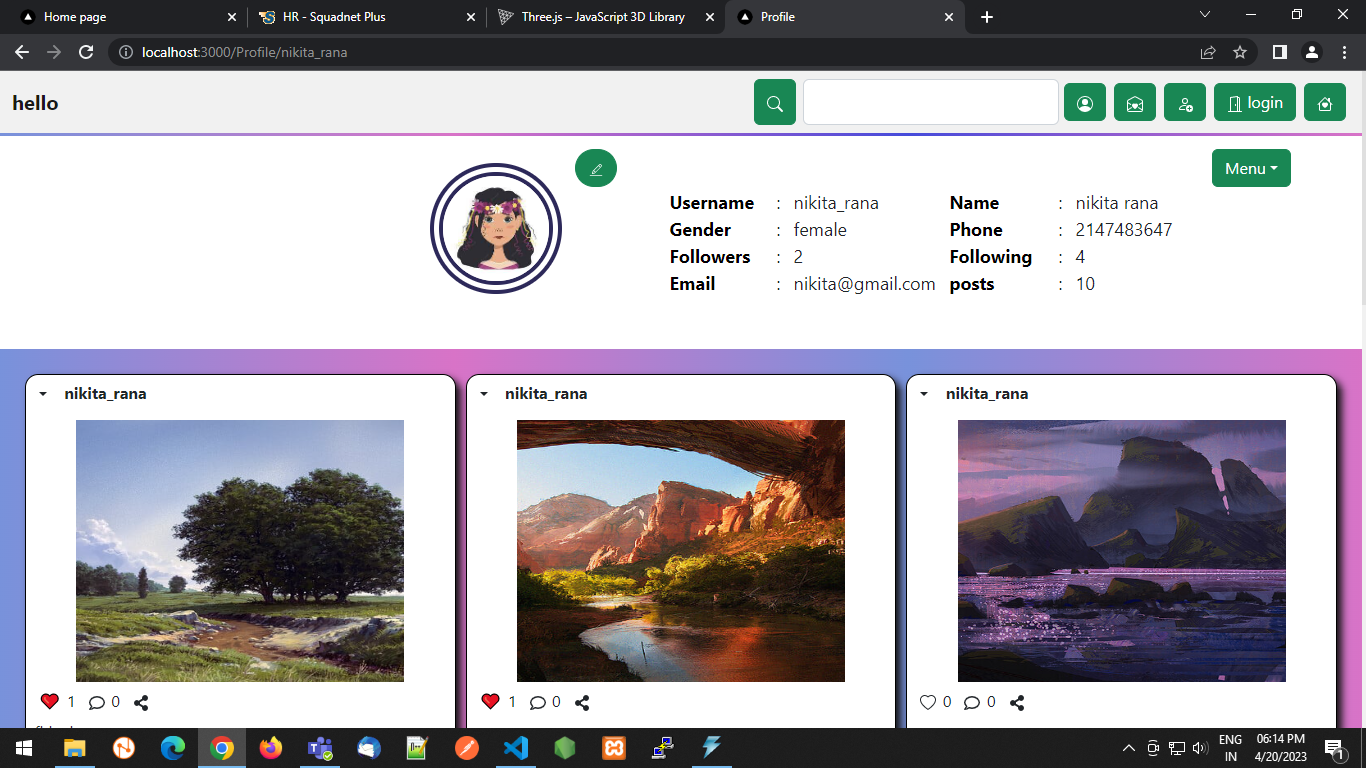 Home page
HR - Squadnet Plus
Three.js – JavaScript 3D Library
Profile
localhost:3000/Profile/nikita_rana
hello
login
Menu
Username : nikita_rana Name : nikita rana
Gender : female Phone : 2147483647
Followers : 2 Following : 4
Email : nikita@gmail.com posts : 10
nikita_rana
nikita_rana
nikita_rana
1 0
1 0
0 0
ENG 06:14 PM
IN 4/20/2023
1